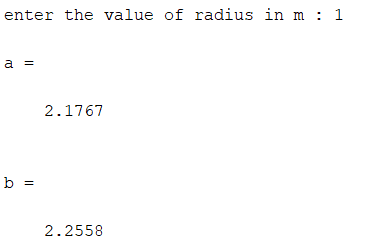 enter the value of radius in m : 1
a =
2.1767
b =
2.2558